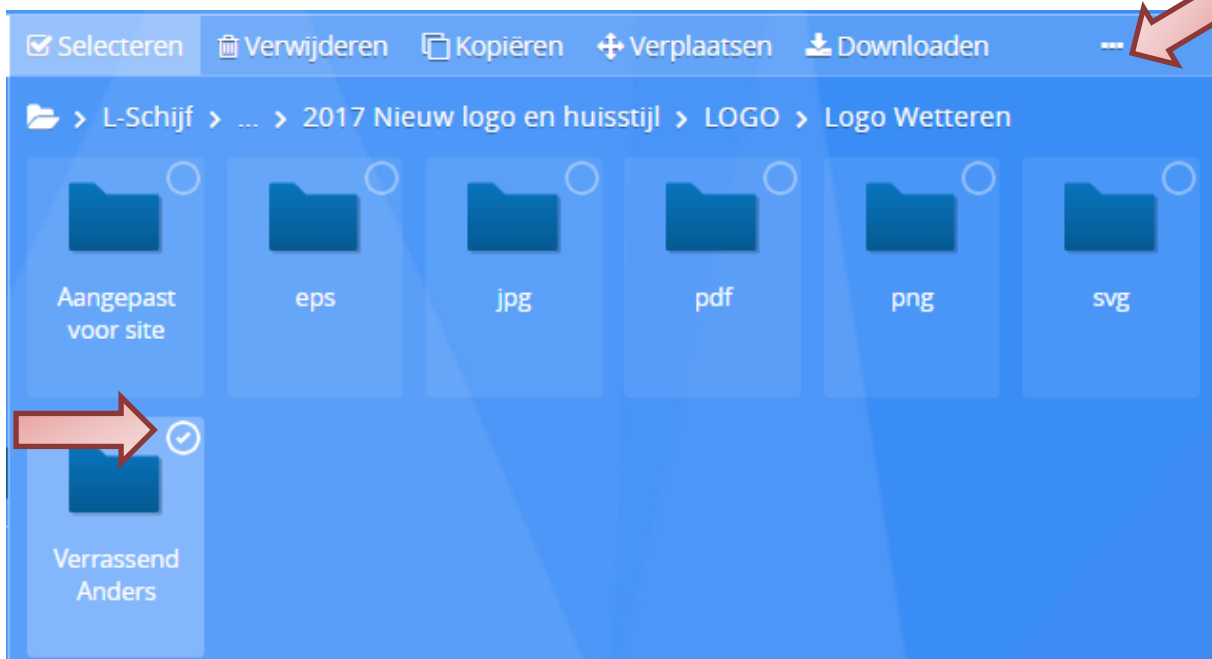 Selecteren Verwijderen Kopiëren Verplaatsen Downloaden ...
> L-Schijf > ... > 2017 Nieuw logo en huisstijl > LOGO > Logo Wetteren
Aangepast voor site
eps
jpg
pdf
png
svg
Verrassend
Anders